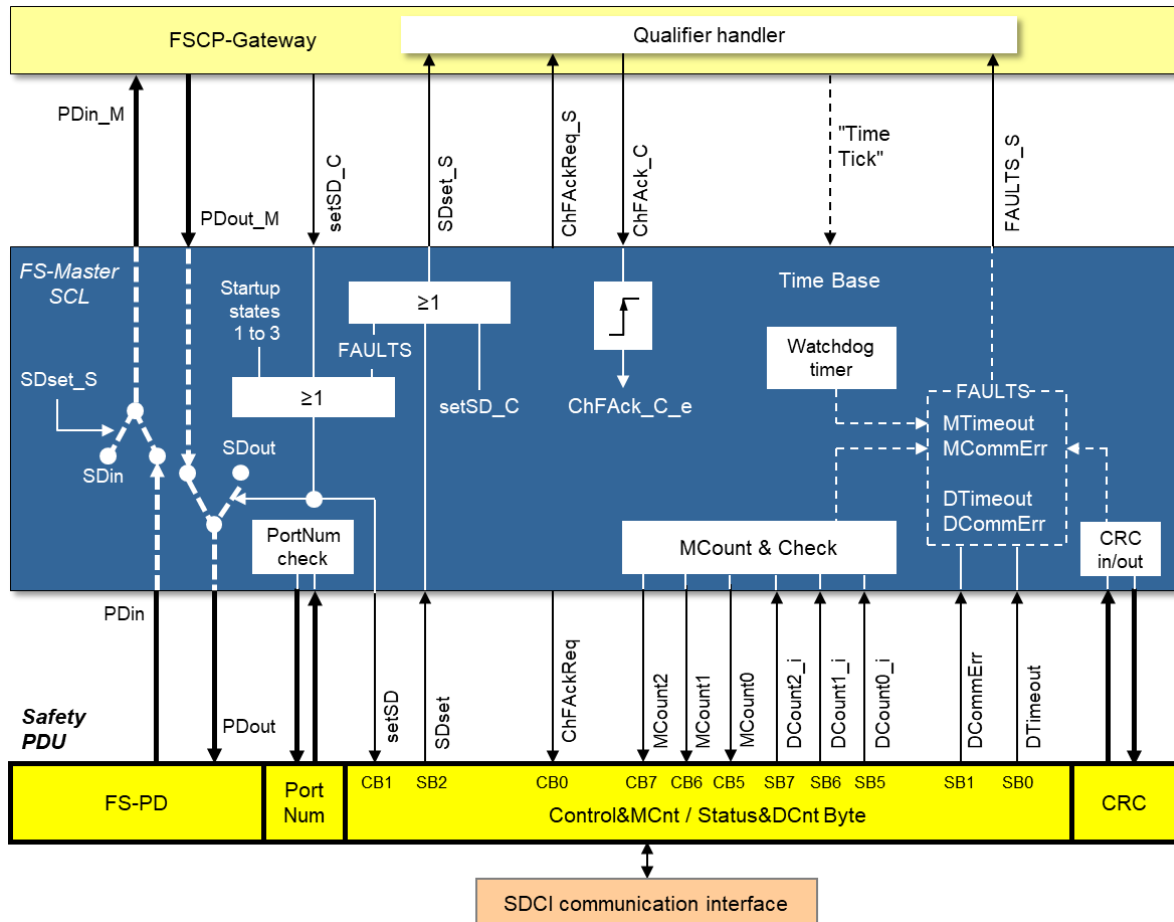 FSCP-Gateway
Qualifier handler
PDin_M
PDout_M
setSD_C
SDset_S
ChFAckReq_S
ChFAck_C
"Time
Tick"
FAULTS_S
FS-Master
SCL
Startup
states
1 to 3
≥1
FAULTS
setSD_C
≥1
SDset_S
SDin
SDout
ChFAck_C_e
Time Base
Watchdog
timer
FAULTS
MTimeout
MCommErr
DTimeout
DCommErr
PortNum
check
MCount & Check
CRC
in/out
PDin
PDout
setSD
SDset
ChFAckReq
MCount2
MCount1
MCount0
DCount2_i
DCount1_i
DCount0_i
DCommErr
DTimeout
Safety
PDU
FS-PD
Port
Num
CB1
SB2
CB0
CB7
CB6
CB5
SB7
SB6
SB5
SB1
SB0
Control&MCnt / Status&DCnt Byte
CRC
SDCI communication interface